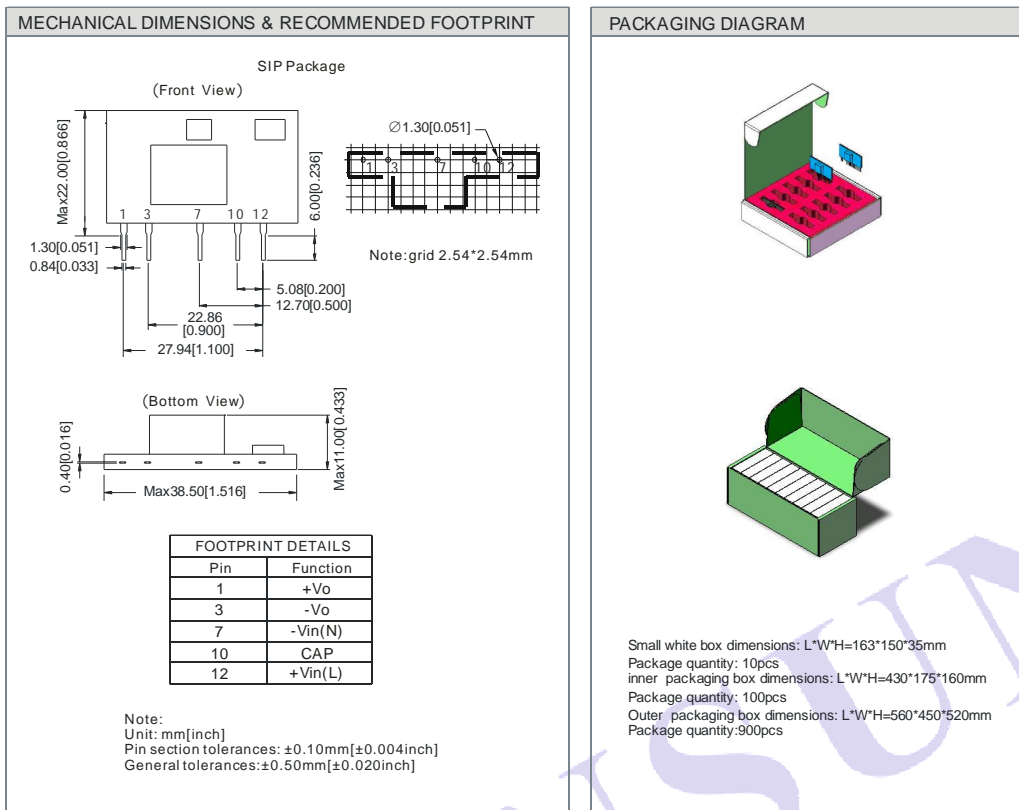 MECHANICAL DIMENSIONS & RECOMMENDED FOOTPRINT
SIP Package
(Front View)
Max22.00[0.866]
1 3 7 10 12
6.00[0.236]
1.30[0.051]
0.84[0.033]
5.08[0.200]
12.70[0.500]
22.86
[0.900]
27.94[1.100]
∅1.30[0.051]
1 3 7 10 12
Note:grid 2.54*2.54mm
(Bottom View)
0.40[0.016]
Max11.00[0.433]
Max38.50[1.516]
FOOTPRINT DETAILS
Pin Function
1 +Vo
3 -Vo
7 -Vin(N)
10 CAP
12 +Vin(L)
Note:
Unit: mm[inch]
Pin section tolerances: ±0.10mm[±0.004inch]
General tolerances:±0.50mm[±0.020inch]
PACKAGING DIAGRAM
Small white box dimensions: L*W*H=163*150*35mm
Package quantity: 10pcs
inner packaging box dimensions: L*W*H=430*175*160mm
Package quantity: 100pcs
Outer packaging box dimensions: L*W*H=560*450*520mm
Package quantity:900pcs